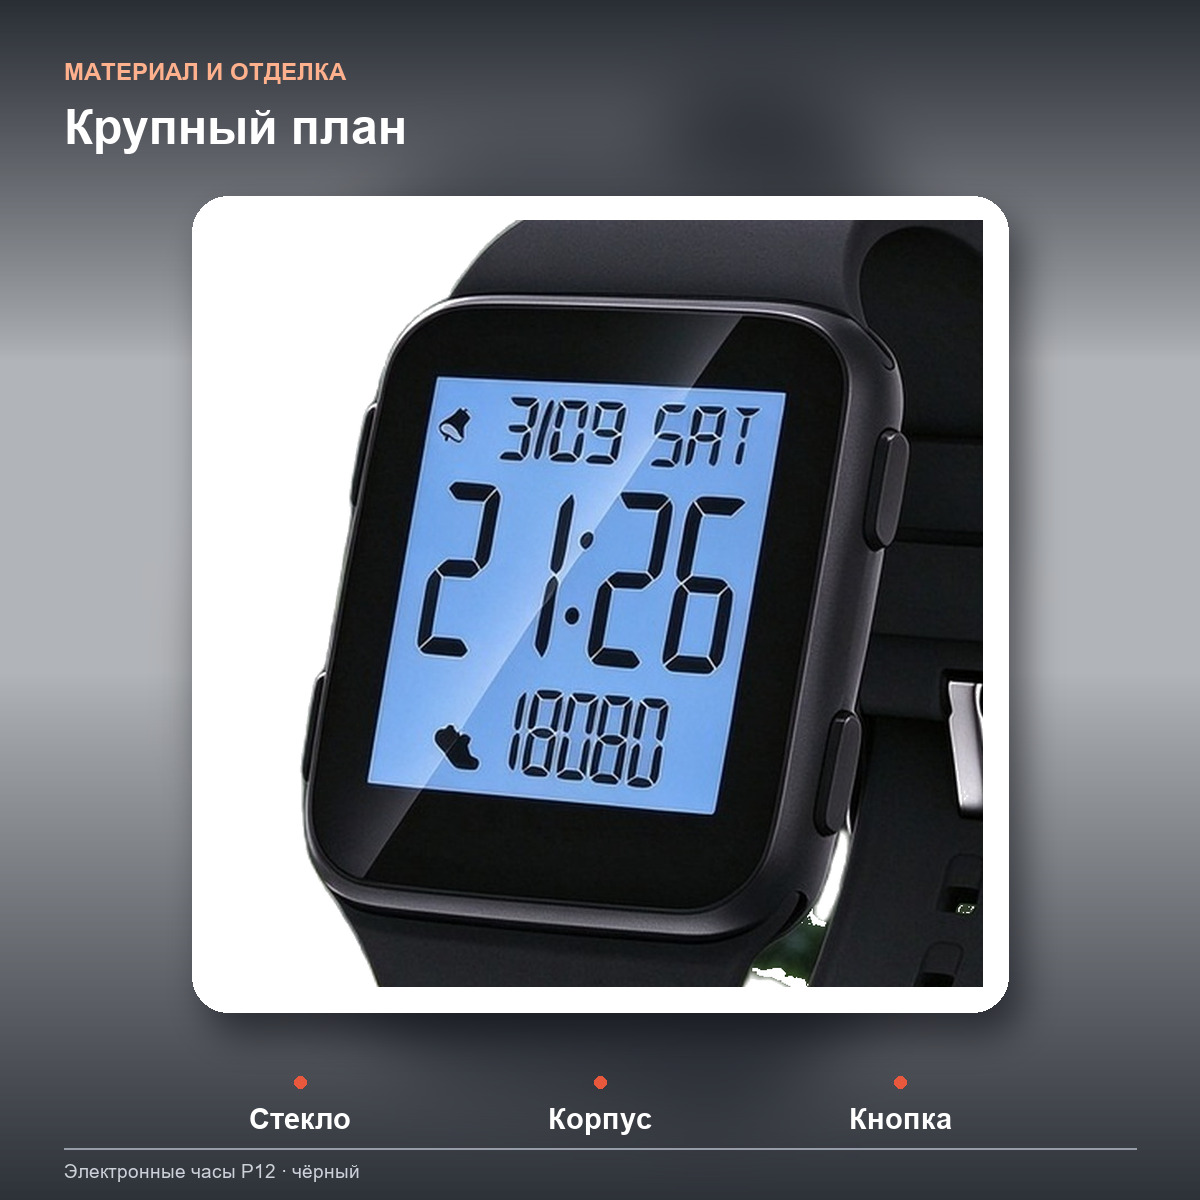 МАТЕРИАЛ И ОТДЕЛКА
Крупный план
3/09 SAT
21:26
18080
Стекло
Корпус
Кнопка
Электронные часы P12 · чёрный